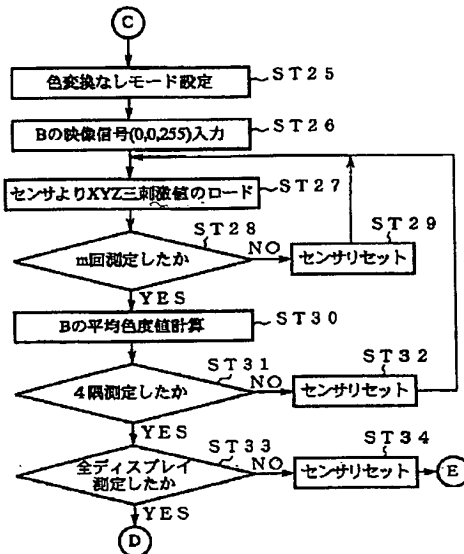 C
色変換なしモード設定
ST25
Bの映像信号(0,0,255)入力
ST26
センサよりXYZ三刺激値のロード
ST27
m回測定したか
ST28
NO
センサリセット
ST29
YES
Bの平均色度値計算
ST30
4隅測定したか
ST31
NO
センサリセット
ST32
YES
全ディスプレイ
測定したか
ST33
NO
センサリセット
ST34
E
YES
D